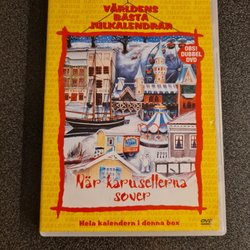 VÄRLDENS
BÄSTA
JULKALENDRAR
OBS!
DUBBEL
DVD
När karusellerna
sover
Hela kalendern i denna box
DVD